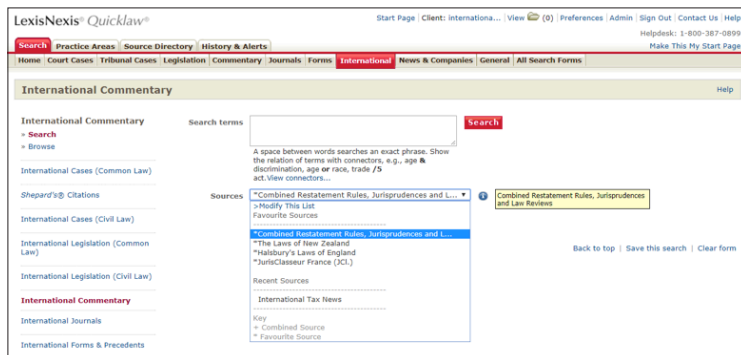 LexisNexis® Quicklaw®
Start Page | Client: internationa... | View (0) | Preferences | Admin | Sign Out | Contact Us | Help
Helpdesk: 1-800-387-0899
Search Practice Areas Source Directory History & Alerts
Make This My Start Page
Home Court Cases Tribunal Cases Legislation Commentary Journals Forms International News & Companies General All Search Forms
International Commentary
Help
International Commentary
» Search
» Browse
International Cases (Common Law)
Shepard's® Citations
International Cases (Civil Law)
International Legislation (Common
Law)
International Legislation (Civil Law)
International Commentary
International Journals
International Forms & Precedents
Search terms
Search
A space between words searches an exact phrase. Show
the relation of terms with connectors, e.g., age &
discrimination, age or race, trade /5
act. View connectors...
Sources
*Combined Restatement Rules, Jurisprudences and L...
Combined Restatement Rules, Jurisprudences
and Law Reviews
>Modify This List
Favourite Sources
*Combined Restatement Rules, Jurisprudences and L...
*The Laws of New Zealand
*Halsbury's Laws of England
*JurisClasseur France (JCl.)
Recent Sources
International Tax News
Key
+ Combined Source
* Favourite Source
Back to top | Save this search | Clear form